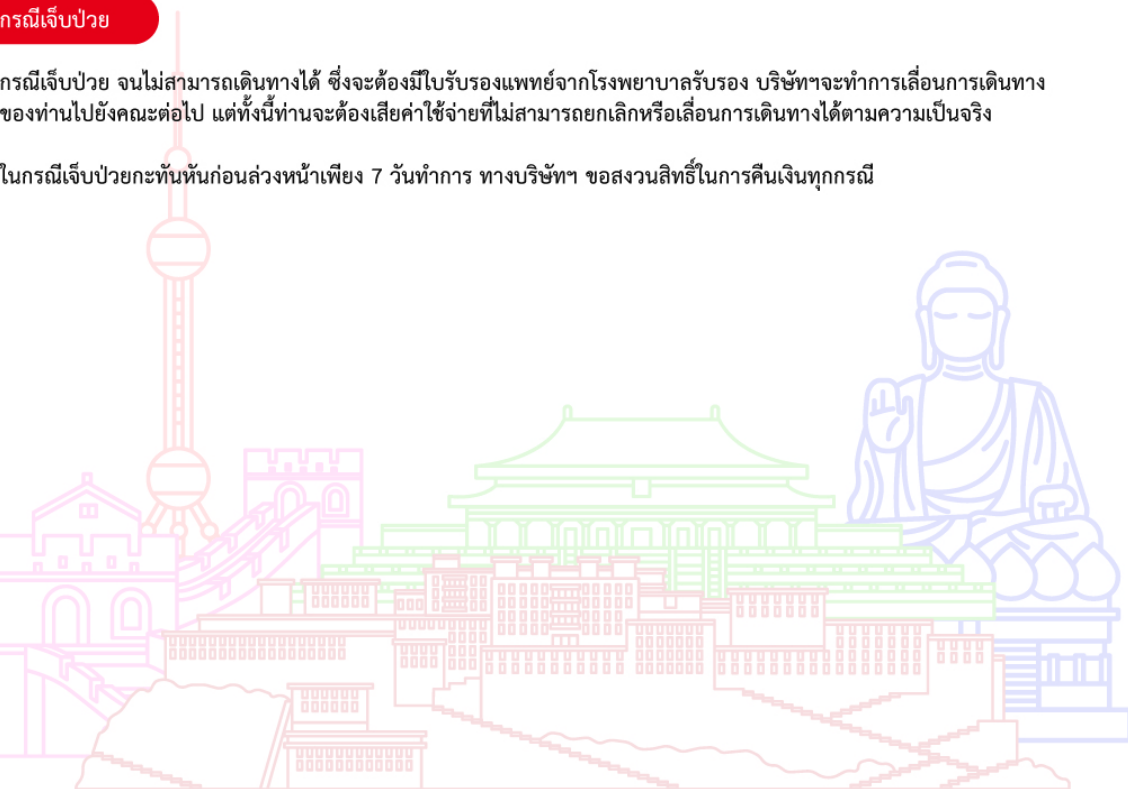 กรณีเจ็บป่วย
กรณีเจ็บป่วย จนไม่สามารถเดินทางได้ ซึ่งจะต้องมีใบรับรองแพทย์จากโรงพยาบาลรับรอง บริษัทฯจะทำการเลื่อนการเดินทาง
ของท่านไปยังคณะต่อไป แต่ทั้งนี้ท่านจะต้องเสียค่าใช้จ่ายที่ไม่สามารถยกเลิกหรือเลื่อนการเดินทางได้ตามความเป็นจริง
ในกรณีเจ็บป่วยกะทันหันก่อนล่วงหน้าเพียง 7 วันทำการ ทางบริษัทฯ ขอสงวนสิทธิ์ในการคืนเงินทุกกรณี